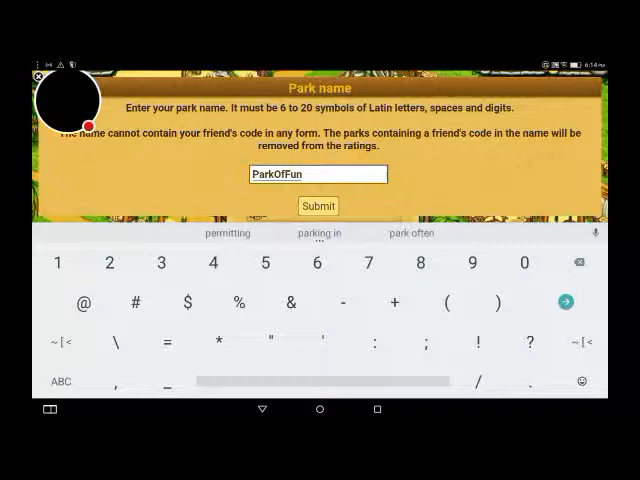 6:14PM
Park name
Enter your park name. It must be 6 to 20 symbols of Latin letters, spaces and digits.
The name cannot contain your friend's code in any form. The parks containing a friend's code in the name will be
removed from the ratings.
ParkOfFun
Submit
permitting parking in park often
1 2 3 4 5 6 7 8 9 0
@ # $ % & - + ( )
~ [ < \ = * " ' : ; ! ? ~ [ <
ABC , _ / .